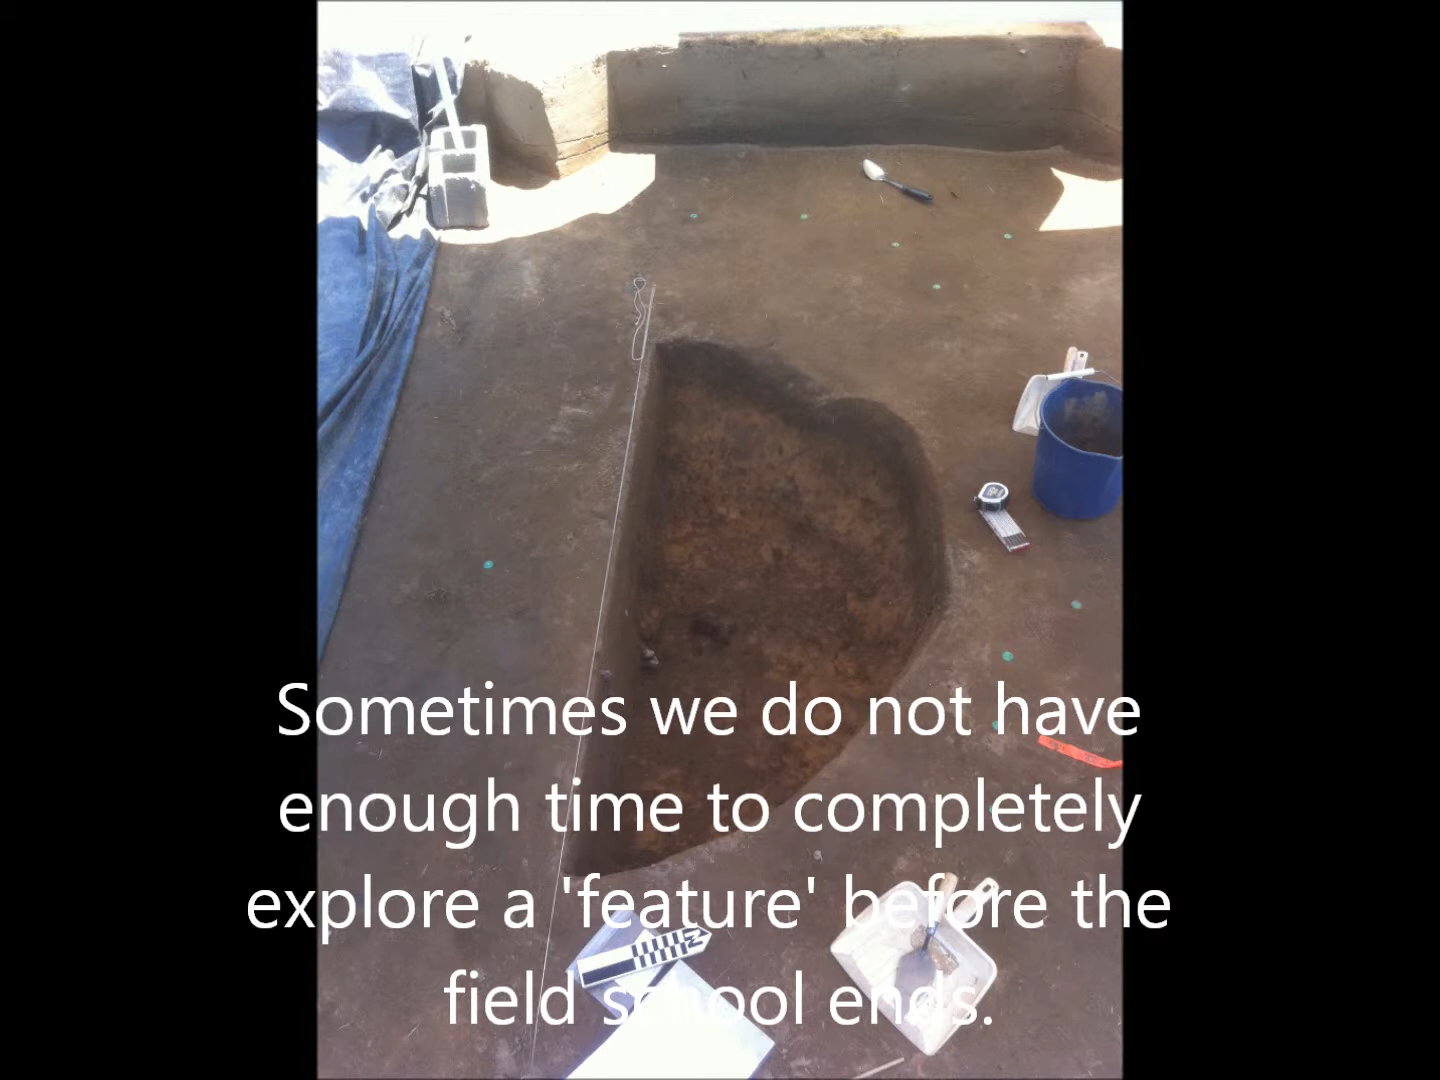 Sometimes we do not have
enough time to completely
explore a 'feature' before the
field school ends.
N